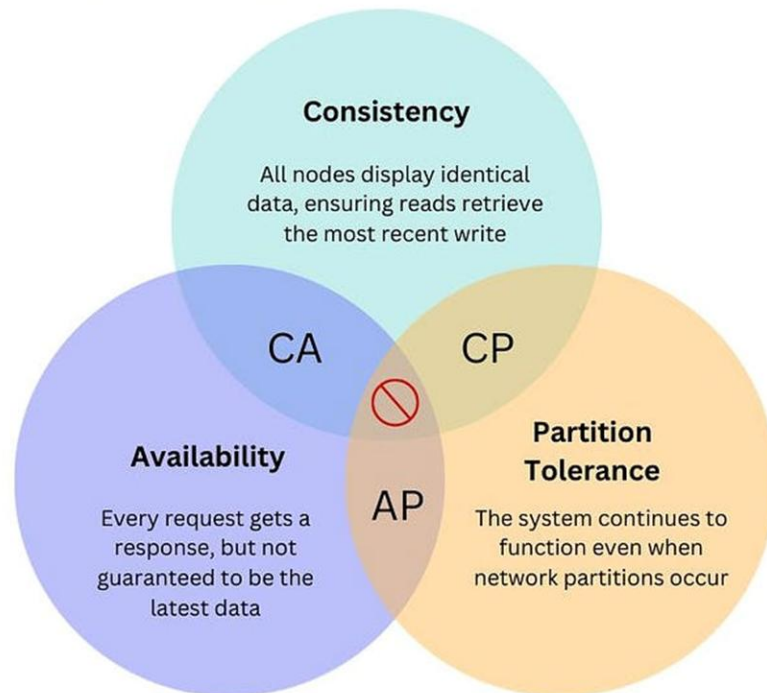 Consistency
All nodes display identical
data, ensuring reads retrieve
the most recent write
CA
CP
Availability
Every request gets a
response, but not
guaranteed to be the
latest data
AP
Partition
Tolerance
The system continues to
function even when
network partitions occur